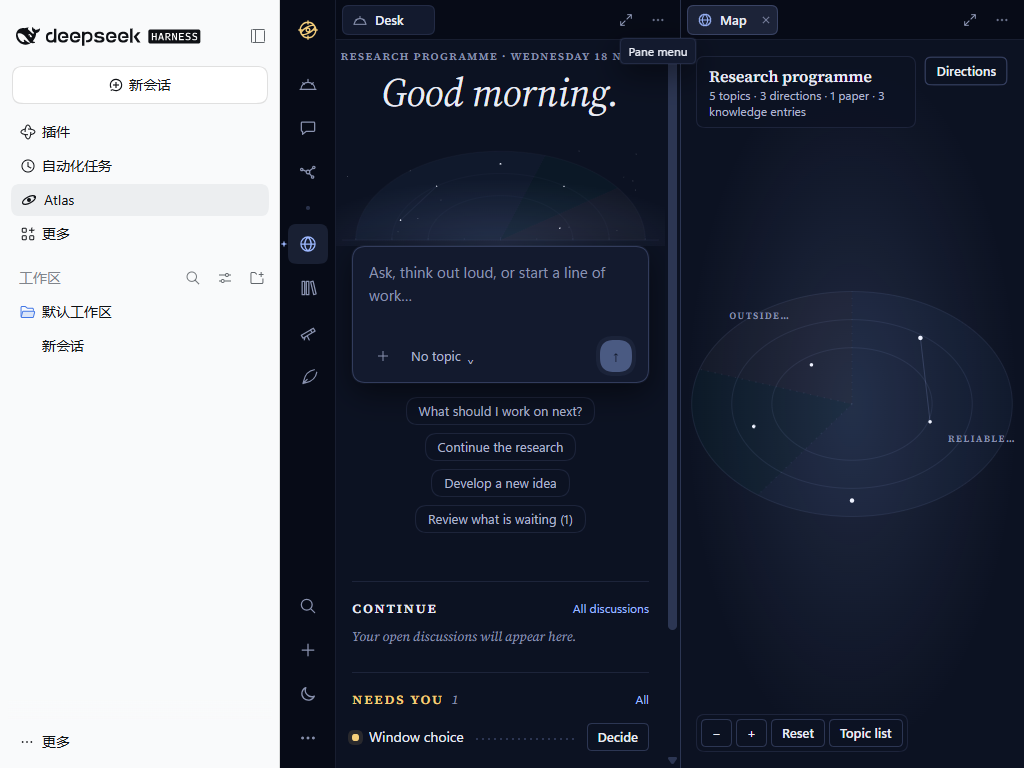 deepseek HARNESS
新会话
插件
自动化任务
Atlas
更多
工作区
默认工作区
新会话
更多
Desk
Pane menu
RESEARCH PROGRAMME · WEDNESDAY 18 N
Good morning.
Ask, think out loud, or start a line of
work...
No topic
What should I work on next?
Continue the research
Develop a new idea
Review what is waiting (1)
CONTINUE
All discussions
Your open discussions will appear here.
NEEDS YOU 1
All
Window choice
Decide
Map
Research programme
5 topics · 3 directions · 1 paper · 3
knowledge entries
Directions
OUTSIDE...
RELIABLE...
− + Reset Topic list